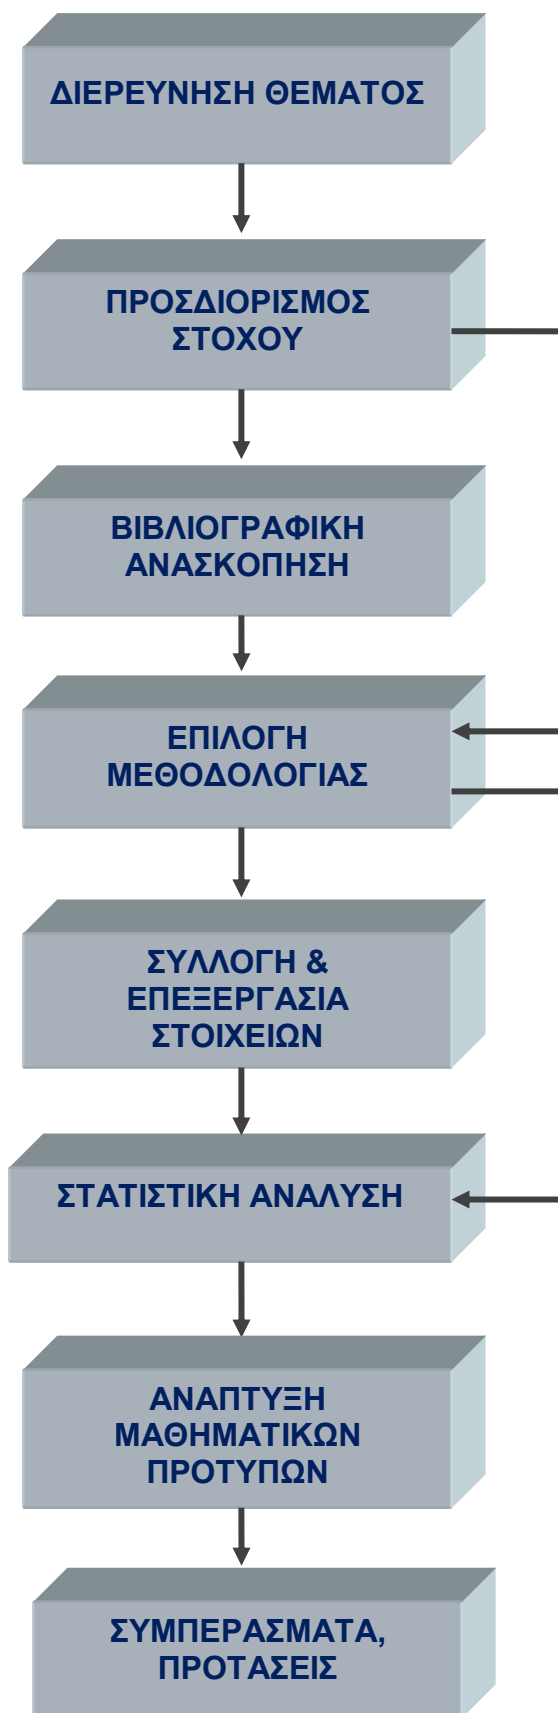 ΔΙΕΡΕΥΝΗΣΗ ΘΕΜΑΤΟΣ
ΠΡΟΣΔΙΟΡΙΣΜΟΣ
ΣΤΟΧΟΥ
ΒΙΒΛΙΟΓΡΑΦΙΚΗ
ΑΝΑΣΚΟΠΗΣΗ
ΕΠΙΛΟΓΗ
ΜΕΘΟΔΟΛΟΓΙΑΣ
ΣΥΛΛΟΓΗ &
ΕΠΕΞΕΡΓΑΣΙΑ
ΣΤΟΙΧΕΙΩΝ
ΣΤΑΤΙΣΤΙΚΗ ΑΝΑΛΥΣΗ
ΑΝΑΠΤΥΞΗ
ΜΑΘΗΜΑΤΙΚΩΝ
ΠΡΟΤΥΠΩΝ
ΣΥΜΠΕΡΑΣΜΑΤΑ,
ΠΡΟΤΑΣΕΙΣ